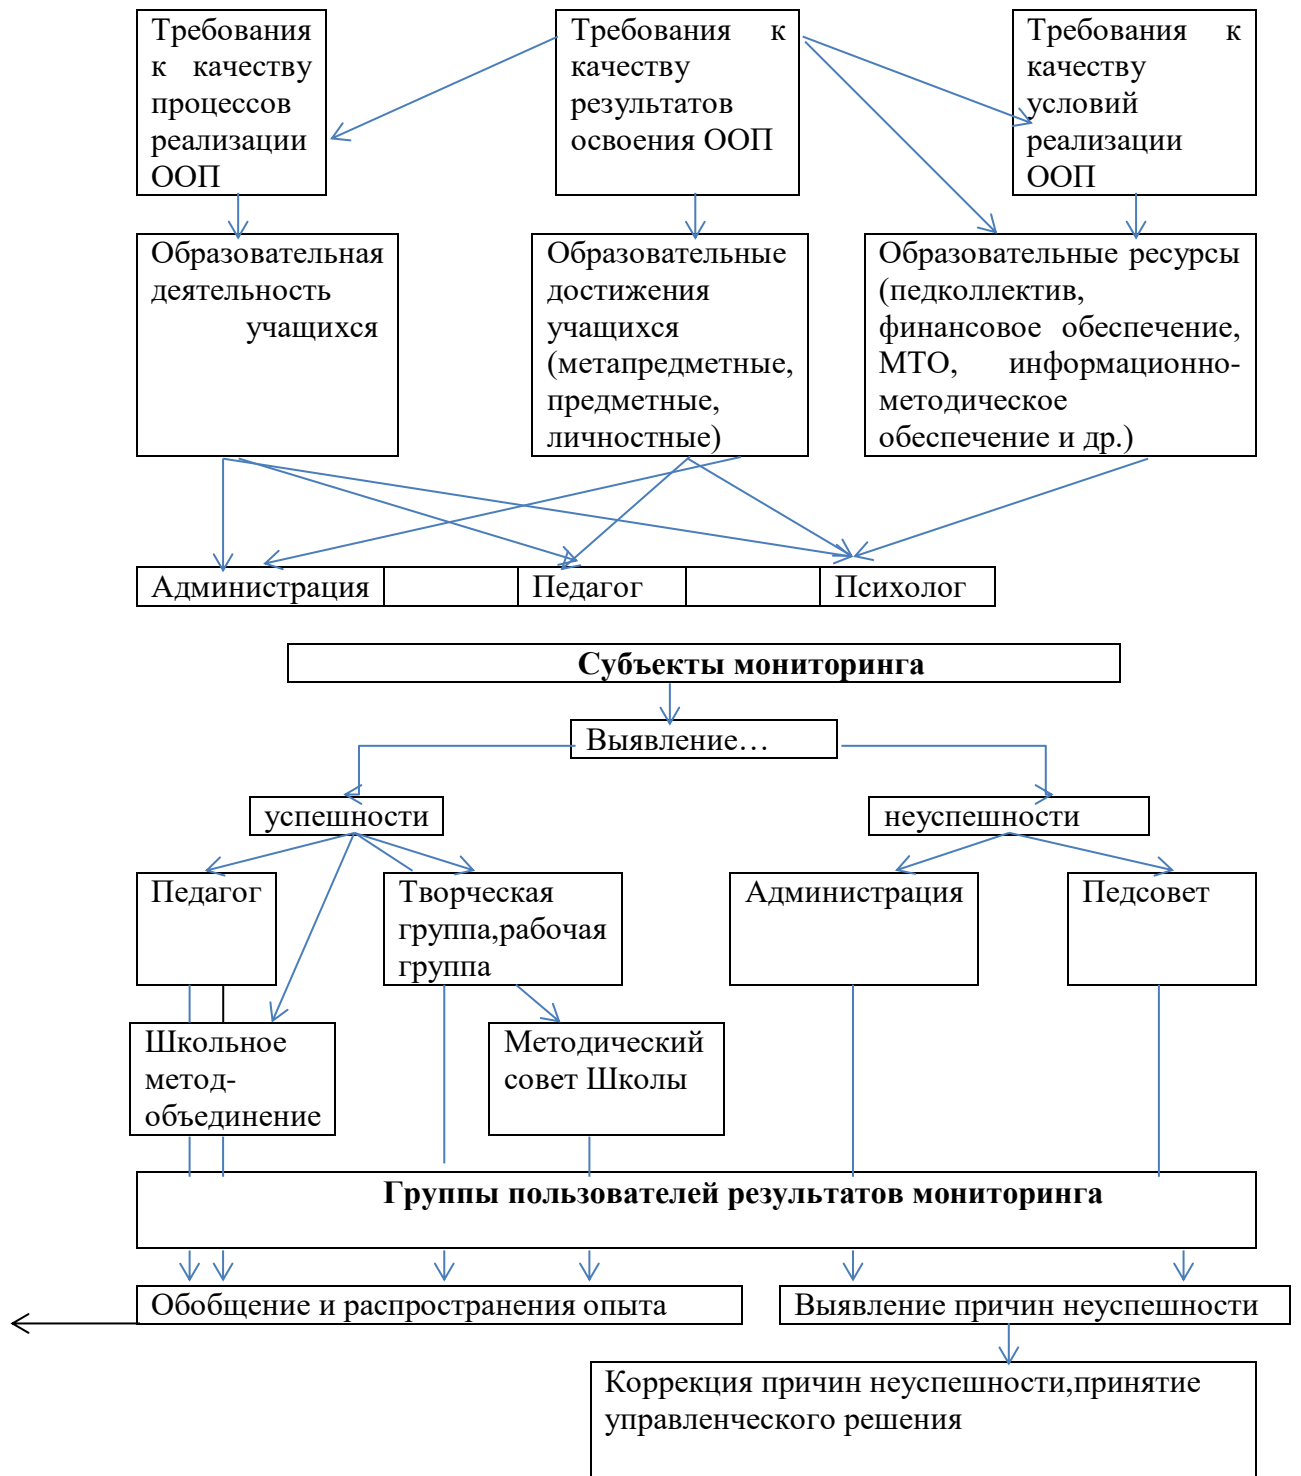 Требования
к качеству
процессов
реализации
ООП
Требования к
качеству
результатов
освоения ООП
Требования к
качеству
условий
реализации
ООП
Образовательная
деятельность
учащихся
Образовательные
достижения
учащихся
(метапредметные,
предметные,
личностные)
Образовательные ресурсы
(педколлектив,
финансовое обеспечение,
МТО, информационно-
методическое
обеспечение и др.)
Администрация
Педагог
Психолог
Субъекты мониторинга
Выявление…
успешности
неуспешности
Педагог
Творческая
группа,рабочая
группа
Администрация
Педсовет
Школьное
метод-
объединение
Методический
совет Школы
Группы пользователей результатов мониторинга
Обобщение и распространения опыта
Выявление причин неуспешности
Коррекция причин неуспешности,принятие
управленческого решения